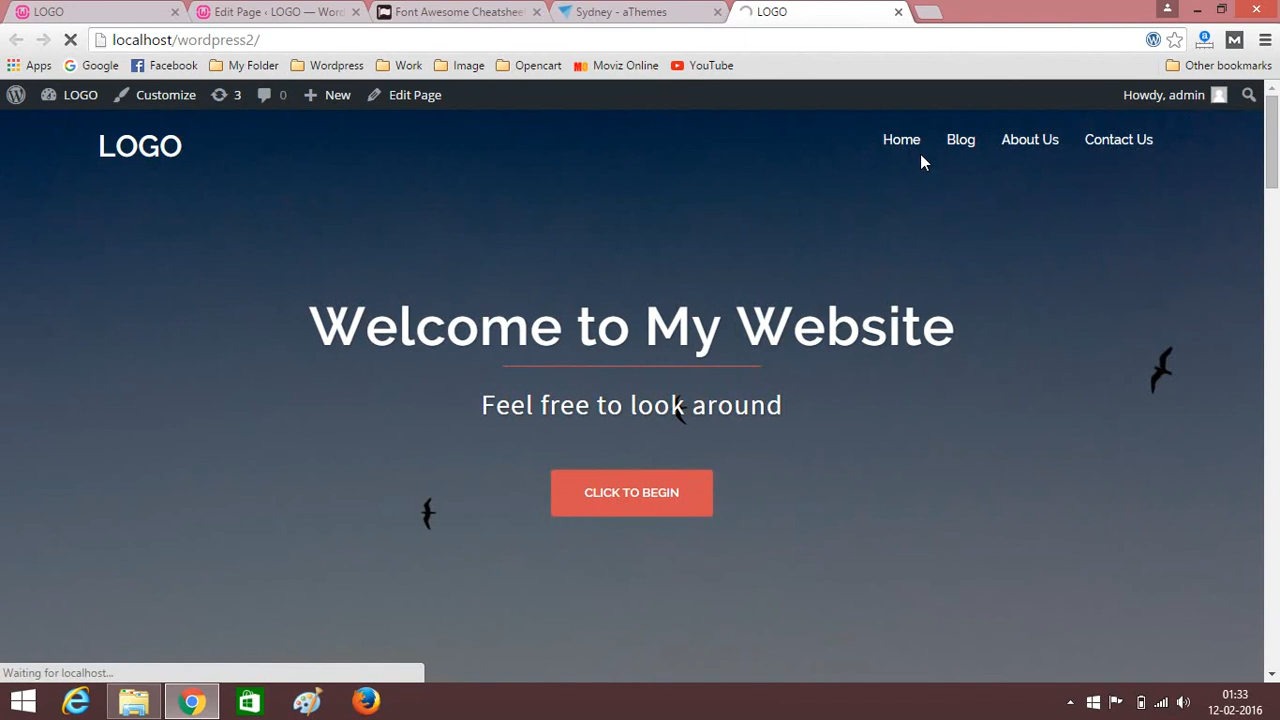 LOGO
Edit Page ‹ LOGO — Word
Font Awesome Cheatsheet
Sydney - aThemes
LOGO
localhost/wordpress2/
Apps
Google
Facebook
My Folder
Wordpress
Work
Image
Opencart
Moviz Online
YouTube
Other bookmarks
LOGO
Customize
3
0
New
Edit Page
Howdy, admin
LOGO
Home
Blog
About Us
Contact Us
Welcome to My Website
Feel free to look around
CLICK TO BEGIN
Waiting for localhost...
01:33
12-02-2016